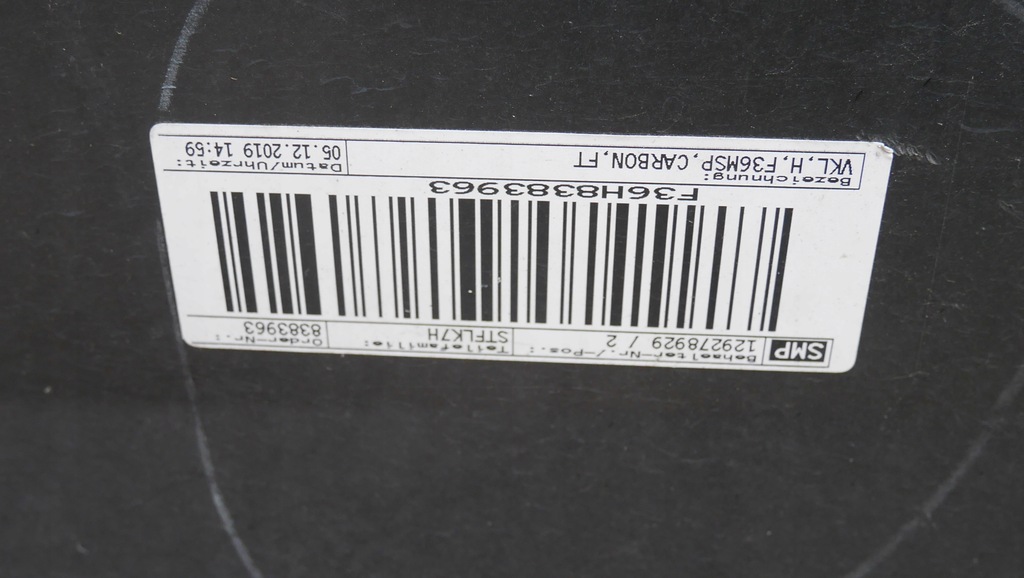 SMP Behaelter-Nr./-Pos.: Teilefamilie: Order-Nr.:
129278929 / 2 STFLK7H 8383963
F36H8383963
Bezeichnung: Datum/Uhrzeit:
VKL,H,F36MSP,CARBON,FT 05.12.2019 14:59